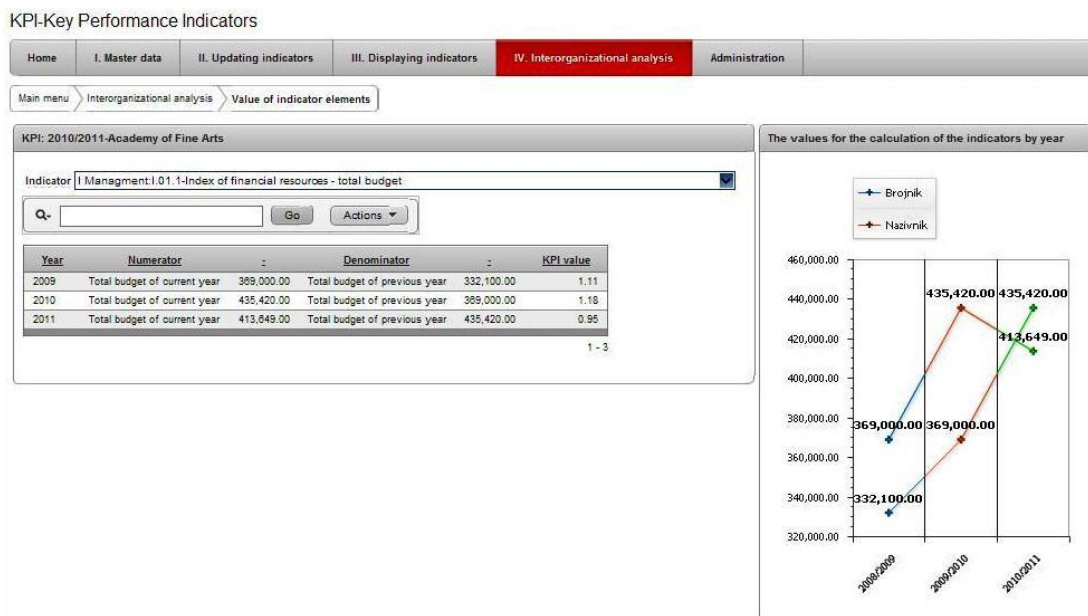 KPI-Key Performance Indicators
Home I. Master data II. Updating indicators III. Displaying indicators IV. Interorganizational analysis Administration
Main menu Interorganizational analysis Value of indicator elements
KPI: 2010/2011-Academy of Fine Arts
Indicator I Managment:I.01.1-Index of financial resources - total budget
Go Actions
Year Numerator - Denominator - KPI value
2009 Total budget of current year 369,000.00 Total budget of previous year 332,100.00 1.11
2010 Total budget of current year 435,420.00 Total budget of previous year 369,000.00 1.18
2011 Total budget of current year 413,649.00 Total budget of previous year 435,420.00 0.95
1 - 3
The values for the calculation of the indicators by year
Brojnik
Nazivnik
460,000.00
440,000.00
420,000.00
400,000.00
380,000.00
360,000.00
340,000.00
320,000.00
435,420.00 435,420.00
413,649.00
369,000.00 369,000.00
332,100.00
2008/2009 2009/2010 2010/2011